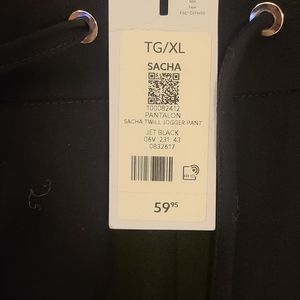 TG/XL
SACHA
100082412
PANTALON
SACHA TWILL JOGGER PANT
JET BLACK
06V 231 43
0832617
59 95